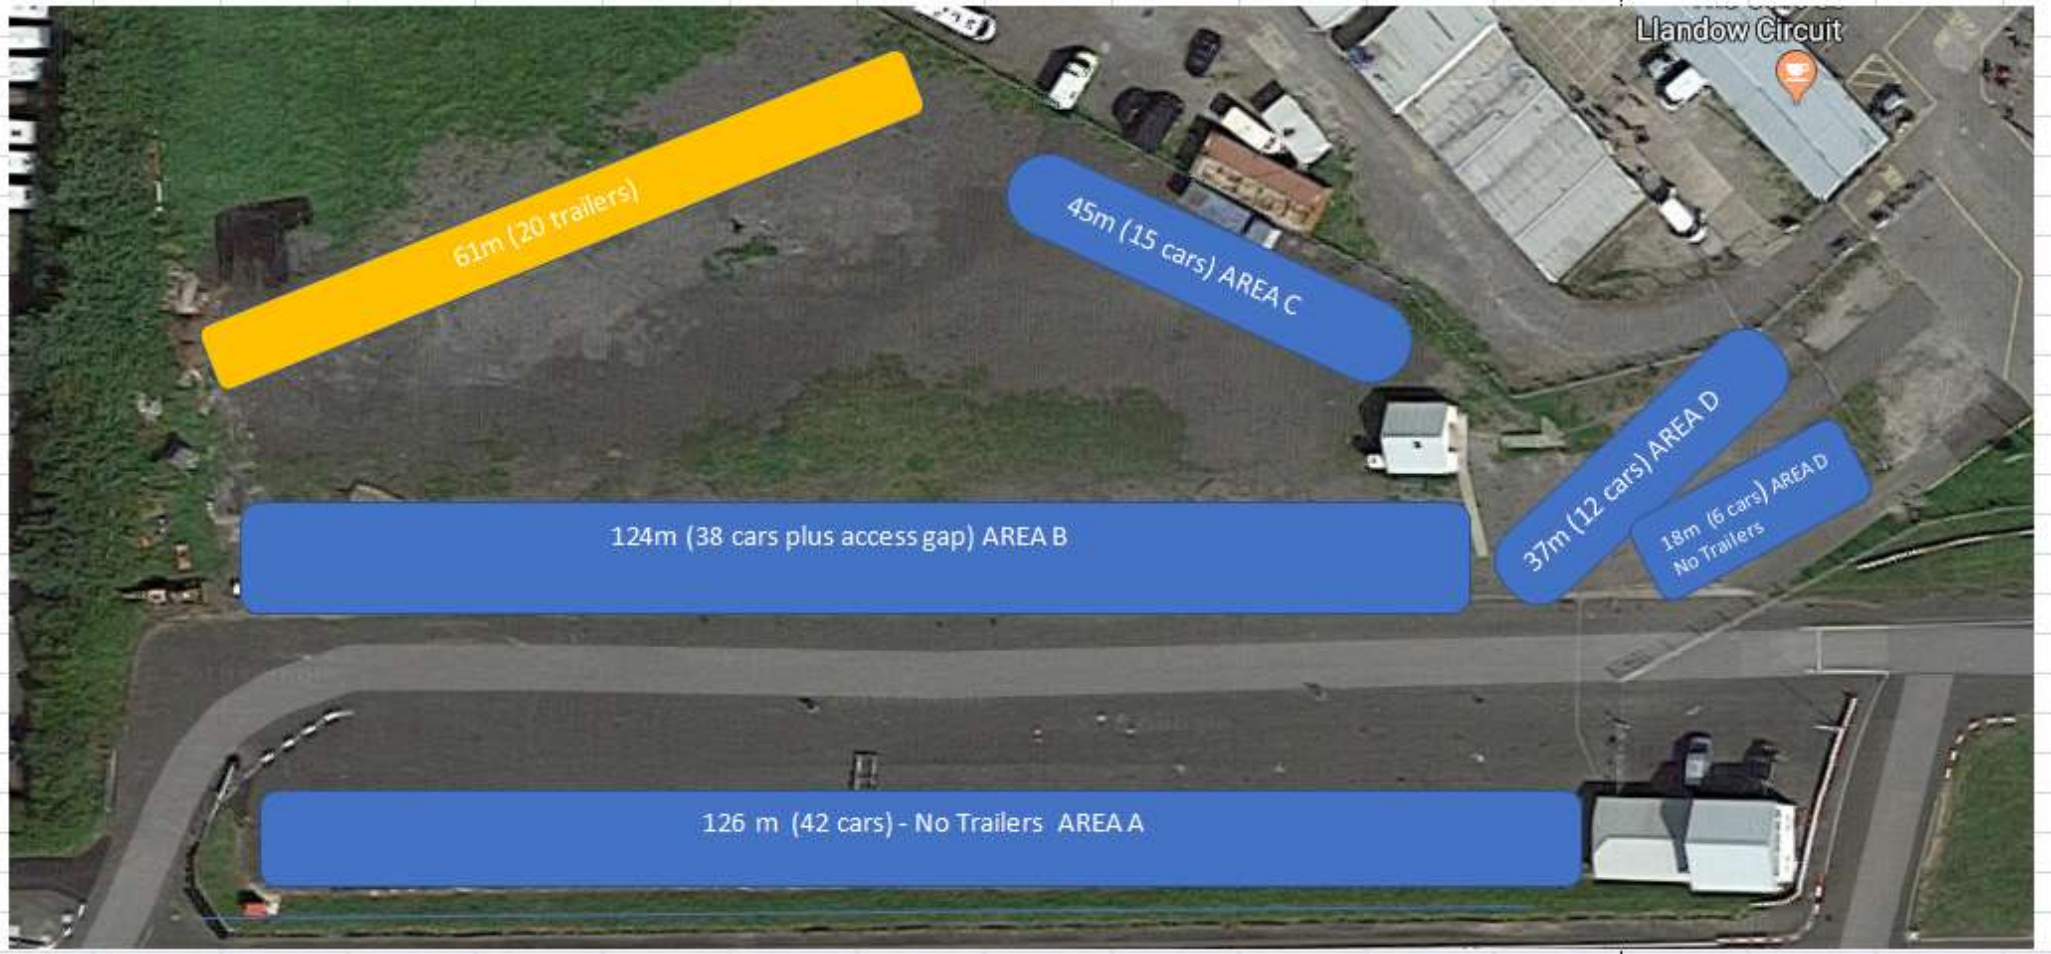 Llandow Circuit
61m (20 trailers)
45m (15 cars) AREA C
37m (12 cars) AREA D
18m (6 cars) AREA D
No Trailers
124m (38 cars plus access gap) AREA B
126 m (42 cars) - No Trailers AREA A